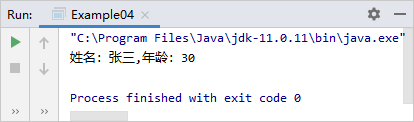 Run: Example04
"C:\Program Files\Java\jdk-11.0.11\bin\java.exe"
姓名: 张三,年龄: 30
Process finished with exit code 0